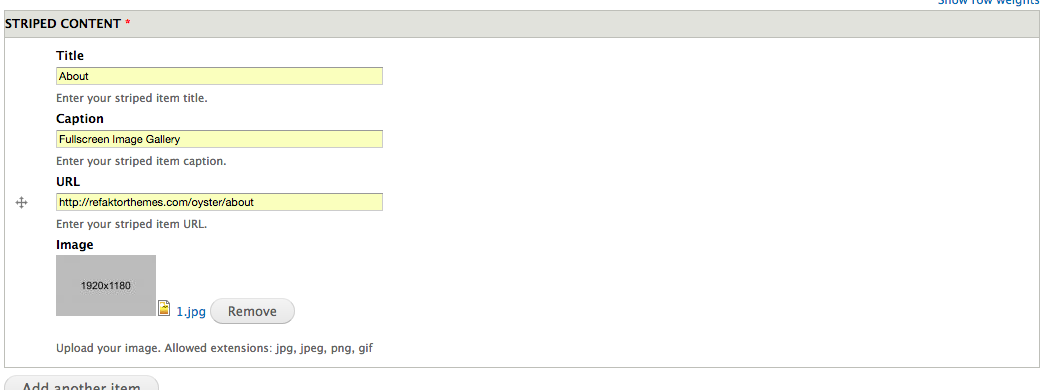 Show row weights
STRIPED CONTENT *
Title
About
Enter your striped item title.
Caption
Fullscreen Image Gallery
Enter your striped item caption.
URL
http://refaktorthemes.com/oyster/about
Enter your striped item URL.
Image
1920x1180
1.jpg Remove
Upload your image. Allowed extensions: jpg, jpeg, png, gif
Add another item